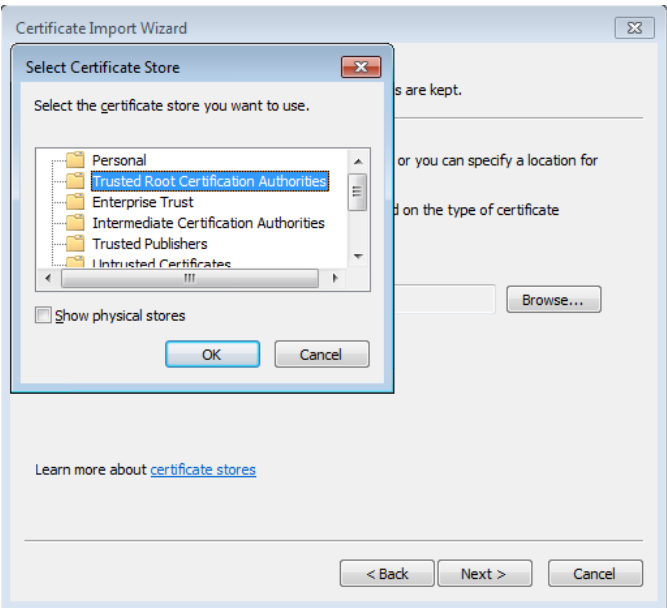 Certificate Import Wizard
Select Certificate Store
Select the certificate store you want to use.
Personal
Trusted Root Certification Authorities
Enterprise Trust
Intermediate Certification Authorities
Trusted Publishers
Untrusted Certificates
Show physical stores
OK Cancel
s are kept.
or you can specify a location for
d on the type of certificate
Browse...
Learn more about certificate stores
< Back Next > Cancel